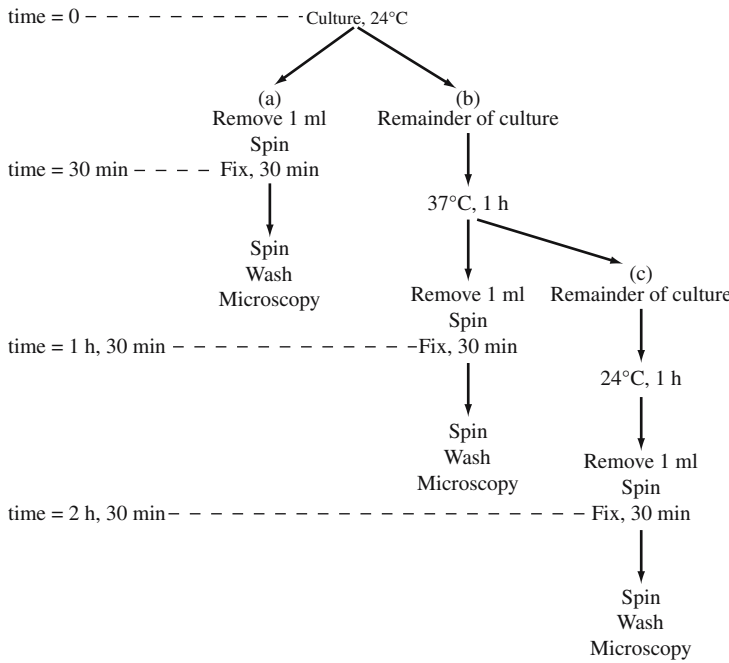 time = 0
Culture, 24°C
(a)
Remove 1 ml
Spin
time = 30 min
Fix, 30 min
Spin
Wash
Microscopy
(b)
Remainder of culture
37°C, 1 h
Remove 1 ml
Spin
time = 1 h, 30 min
Fix, 30 min
Spin
Wash
Microscopy
(c)
Remainder of culture
24°C, 1 h
Remove 1 ml
Spin
time = 2 h, 30 min
Fix, 30 min
Spin
Wash
Microscopy